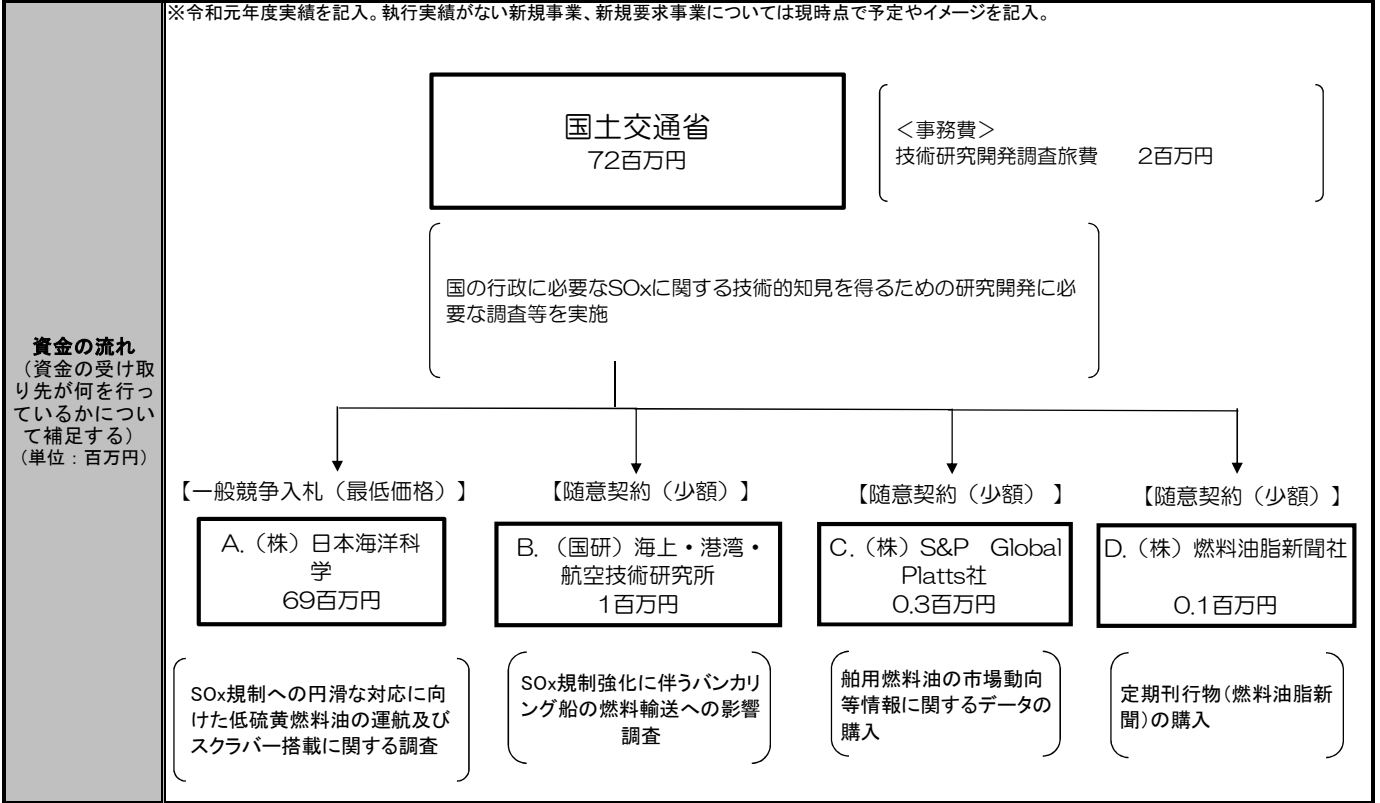 ※令和元年度実績を記入。執行実績がない新規事業、新規要求事業については現時点で予定やイメージを記入。
資金の流れ
（資金の受け取
り先が何を行っ
ているかについ
て補足する）
（単位：百万円）
国土交通省
72百万円
＜事務費＞
技術研究開発調査旅費　　2百万円
国の行政に必要なSOxに関する技術的知見を得るための研究開発に必
要な調査等を実施
【一般競争入札（最低価格）】
A.（株）日本海洋科
学
69百万円
SOx規制への円滑な対応に向
けた低硫黄燃料油の運航及び
スクラバー搭載に関する調査
【随意契約（少額）】
B. （国研）海上・港湾・
航空技術研究所
1百万円
SOx規制強化に伴うバンカリ
ング船の燃料輸送への影響
調査
【随意契約（少額） 】
C.（株）S&P　Global
Platts社
0.3百万円
舶用燃料油の市場動向
等情報に関するデータの
購入
【随意契約（少額）】
D.（株）燃料油脂新聞社
0.1百万円
定期刊行物（燃料油脂新
聞）の購入